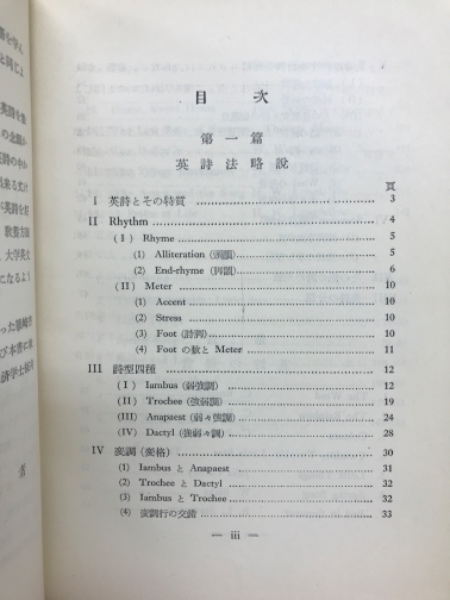 目次
第一篇
英詩法略說
頁
I 英詩とその特質 ........ 3
II Rhythm ........ 4
(I) Rhyme ........ 5
(1) Alliteration (頭韻) ........ 5
(2) End-rhyme (脚韻) ........ 6
(II) Meter ........ 10
(1) Accent ........ 10
(2) Stress ........ 10
(3) Foot (詩脚) ........ 10
(4) Foot の数と Meter ........ 11
III 詩型四種 ........ 12
(I) Iambus (弱強調) ........ 12
(II) Trochee (強弱調) ........ 19
(III) Anapaest (弱々強調) ........ 24
(IV) Dactyl (強弱々調) ........ 28
IV 変調 (変格) ........ 30
(1) Iambus と Anapaest ........ 31
(2) Trochee と Dactyl ........ 32
(3) Iambus と Trochee ........ 32
(4) 変調行の交錯 ........ 33
— iii —